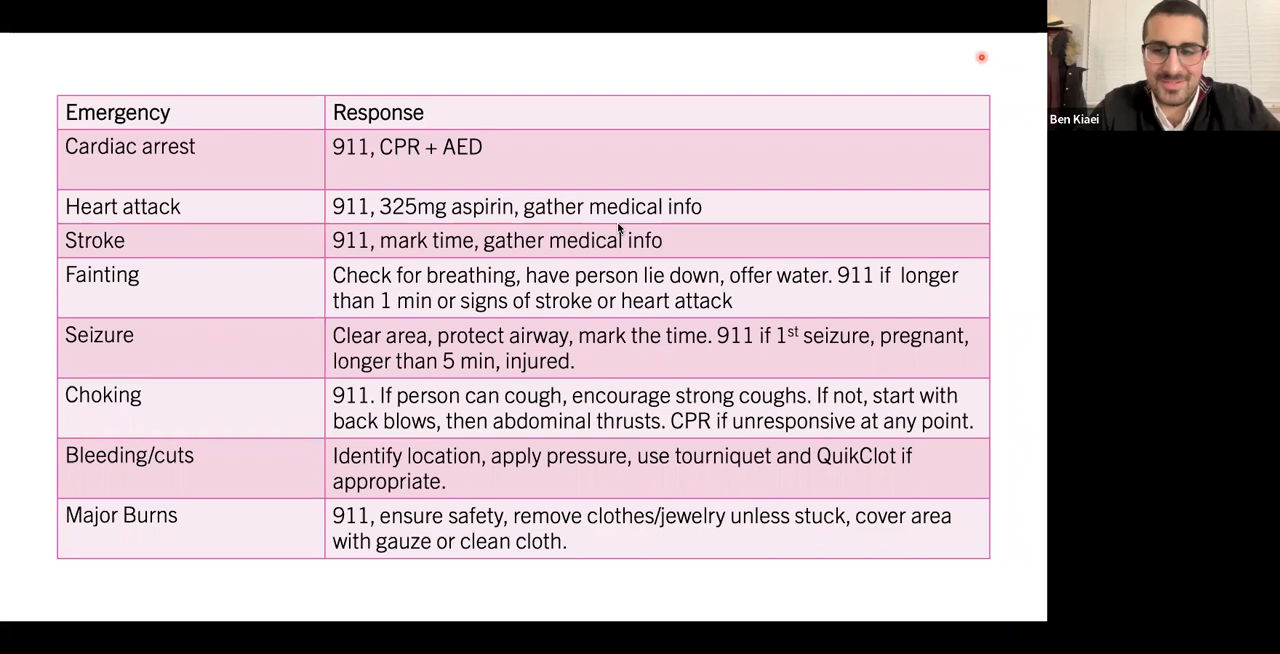 Emergency
Response
Cardiac arrest
911, CPR + AED
Heart attack
911, 325mg aspirin, gather medical info
Stroke
911, mark time, gather medical info
Fainting
Check for breathing, have person lie down, offer water. 911 if  longer
than 1 min or signs of stroke or heart attack
Seizure
Clear area, protect airway, mark the time. 911 if 1st seizure, pregnant,
longer than 5 min, injured.
Choking
911. If person can cough, encourage strong coughs. If not, start with
back blows, then abdominal thrusts. CPR if unresponsive at any point.
Bleeding/cuts
Identify location, apply pressure, use tourniquet and QuikClot if
appropriate.
Major Burns
911, ensure safety, remove clothes/jewelry unless stuck, cover area
with gauze or clean cloth.
Ben Kiaei